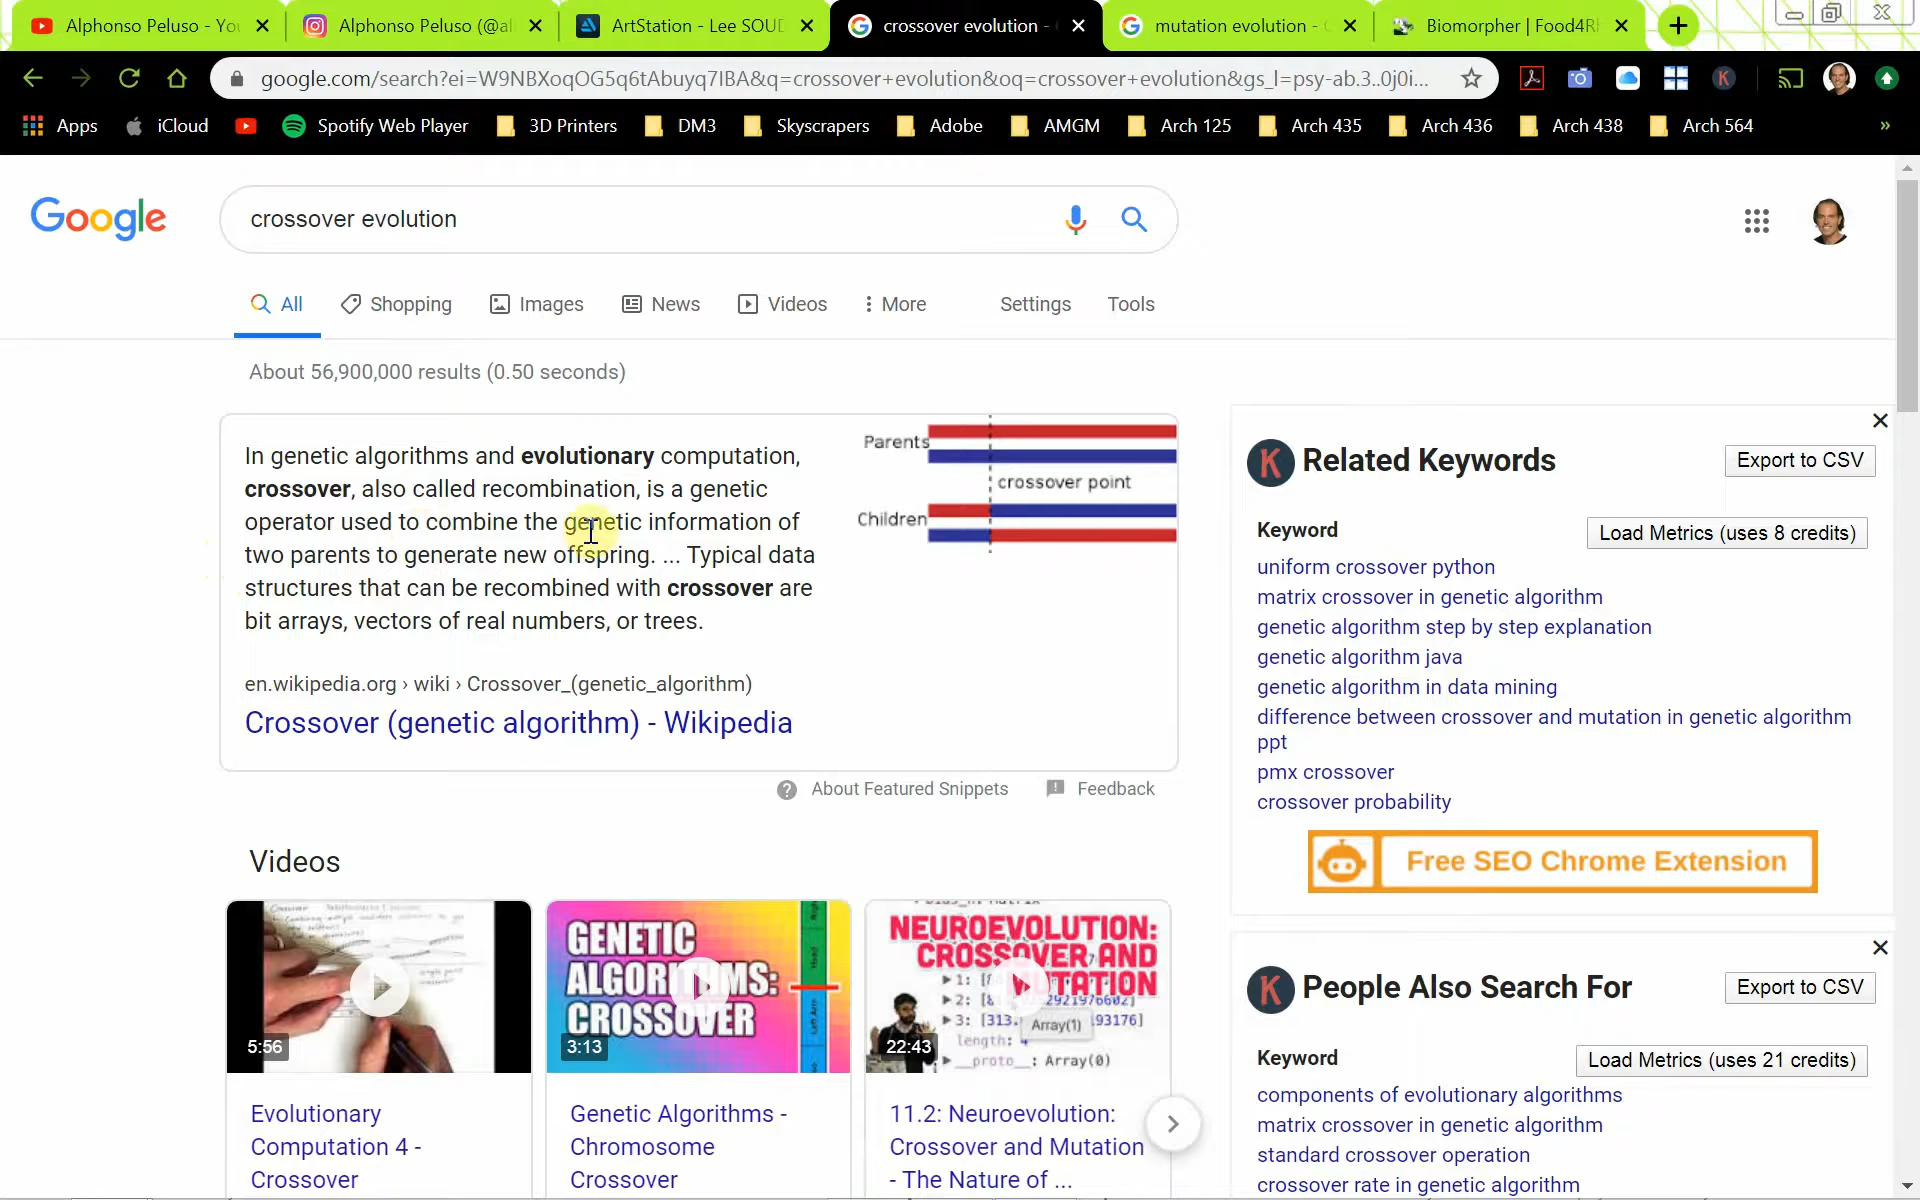 Alphonso Peluso - You
Alphonso Peluso (@al
ArtStation - Lee SOUD
crossover evolution -
mutation evolution -
Biomorpher | Food4Rh
google.com/search?ei=W9NBXoqOG5q6tAbuyq7IBA&q=crossover+evolution&oq=crossover+evolution&gs_l=psy-ab.3..0j0i...
Apps
iCloud
Spotify Web Player
3D Printers
DM3
Skyscrapers
Adobe
AMGM
Arch 125
Arch 435
Arch 436
Arch 438
Arch 564
»
Google
crossover evolution
All
Shopping
Images
News
Videos
More
Settings
Tools
About 56,900,000 results (0.50 seconds)
In genetic algorithms and evolutionary computation,
crossover, also called recombination, is a genetic
operator used to combine the genetic information of
two parents to generate new offspring. ... Typical data
structures that can be recombined with crossover are
bit arrays, vectors of real numbers, or trees.
Parents
crossover point
Children
en.wikipedia.org › wiki › Crossover_(genetic_algorithm)
Crossover (genetic algorithm) - Wikipedia
About Featured Snippets
Feedback
Videos
5:56
Evolutionary
Computation 4 -
Crossover
GENETIC
ALGORITHMS:
CROSSOVER
3:13
Genetic Algorithms -
Chromosome
Crossover
NEUROEVOLUTION:
CROSSOVER AND
MUTATION
Array(1)
length: 4
__proto__: Array(0)
22:43
11.2: Neuroevolution:
Crossover and Mutation
- The Nature of ...
K
Related Keywords
Export to CSV
Keyword
Load Metrics (uses 8 credits)
uniform crossover python
matrix crossover in genetic algorithm
genetic algorithm step by step explanation
genetic algorithm java
genetic algorithm in data mining
difference between crossover and mutation in genetic algorithm
ppt
pmx crossover
crossover probability
Free SEO Chrome Extension
K
People Also Search For
Export to CSV
Keyword
Load Metrics (uses 21 credits)
components of evolutionary algorithms
matrix crossover in genetic algorithm
standard crossover operation
crossover rate in genetic algorithm